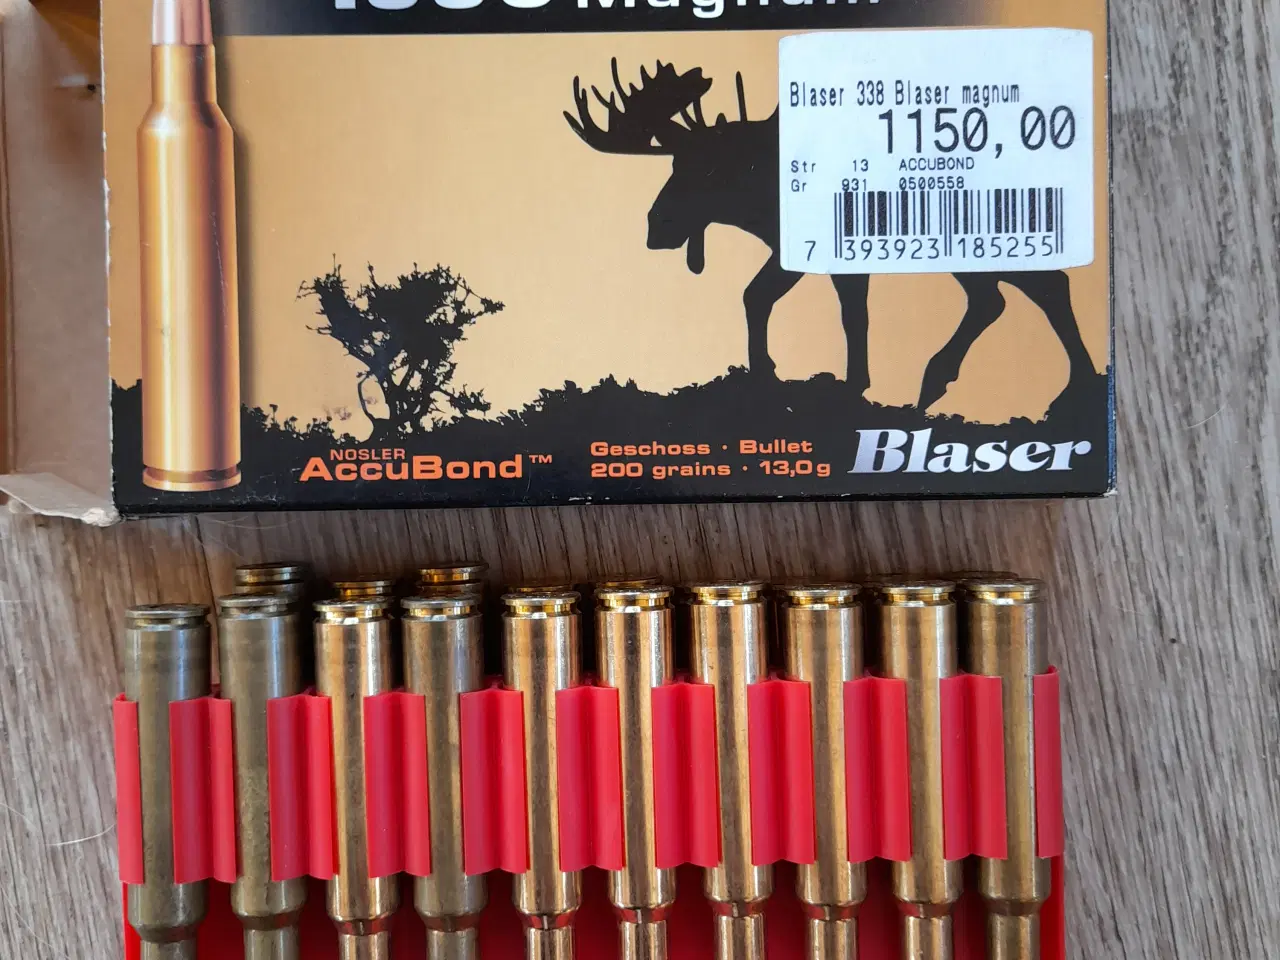 Magnum
Blaser 338 Blaser magnum
1150,00
Str 13 ACCUBOND
Gr 931 0500558
7 393923 185255
NOSLER
AccuBond™
Geschoss · Bullet
200 grains · 13,0g
Blaser